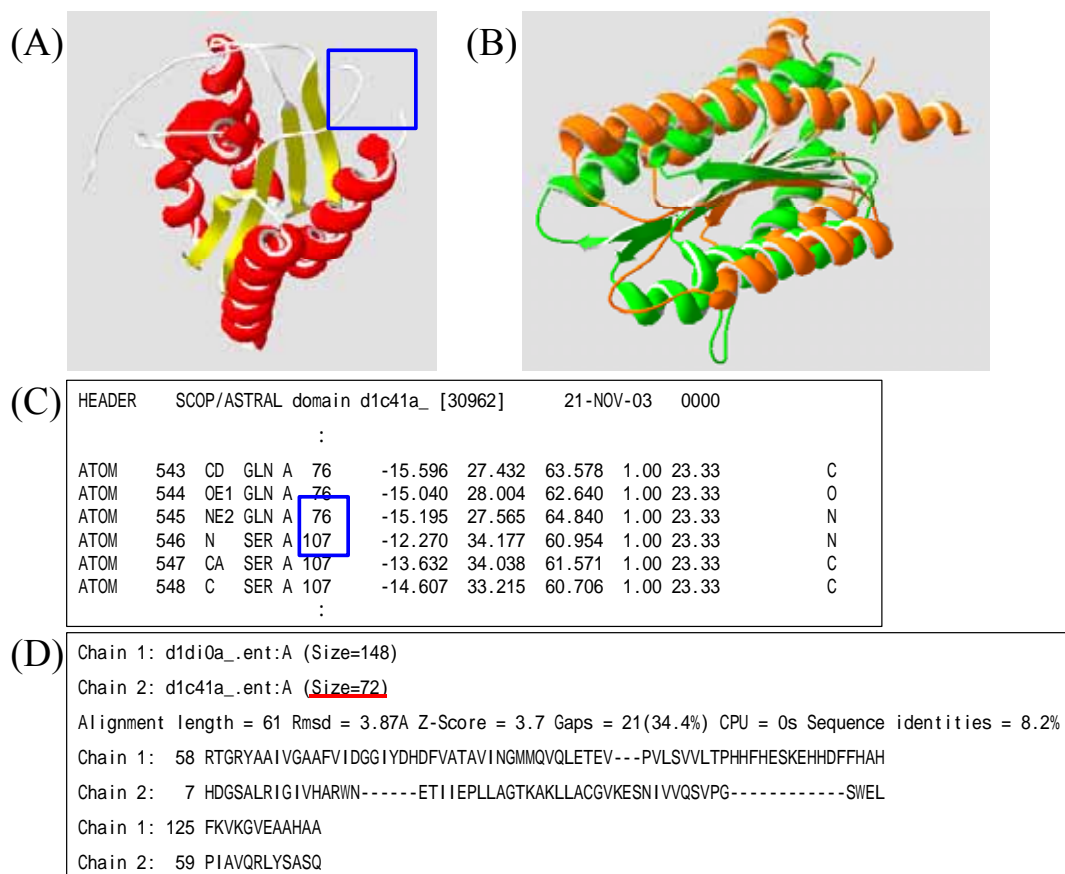 (A)
(B)
(C)
HEADER SCOP/ASTRAL domain d1c41a_ [30962] 21-NOV-03 0000
:
ATOM 543 CD GLN A 76 -15.596 27.432 63.578 1.00 23.33 C
ATOM 544 OE1 GLN A 76 -15.040 28.004 62.640 1.00 23.33 O
ATOM 545 NE2 GLN A 76 -15.195 27.565 64.840 1.00 23.33 N
ATOM 546 N SER A 107 -12.270 34.177 60.954 1.00 23.33 N
ATOM 547 CA SER A 107 -13.632 34.038 61.571 1.00 23.33 C
ATOM 548 C SER A 107 -14.607 33.215 60.706 1.00 23.33 C
:
(D)
Chain 1: d1di0a_.ent:A (Size=148)
Chain 2: d1c41a_.ent:A (Size=72)
Alignment length = 61 Rmsd = 3.87A Z-Score = 3.7 Gaps = 21(34.4%) CPU = 0s Sequence identities = 8.2%
Chain 1: 58 RTGRYAAIVGAAFVIDGGIYDHDFVATAVINGMMQVQLETEV---PVLSVVLTPHHFHESKEHHDFFHAH
Chain 2: 7 HDGSALRIGIVHARWN------ETIIEPLLAGTKAKLLACGVKESNIVVQSVPG------------SWEL
Chain 1: 125 FKVKGVEAAHAA
Chain 2: 59 PIAVQRLYSASQ